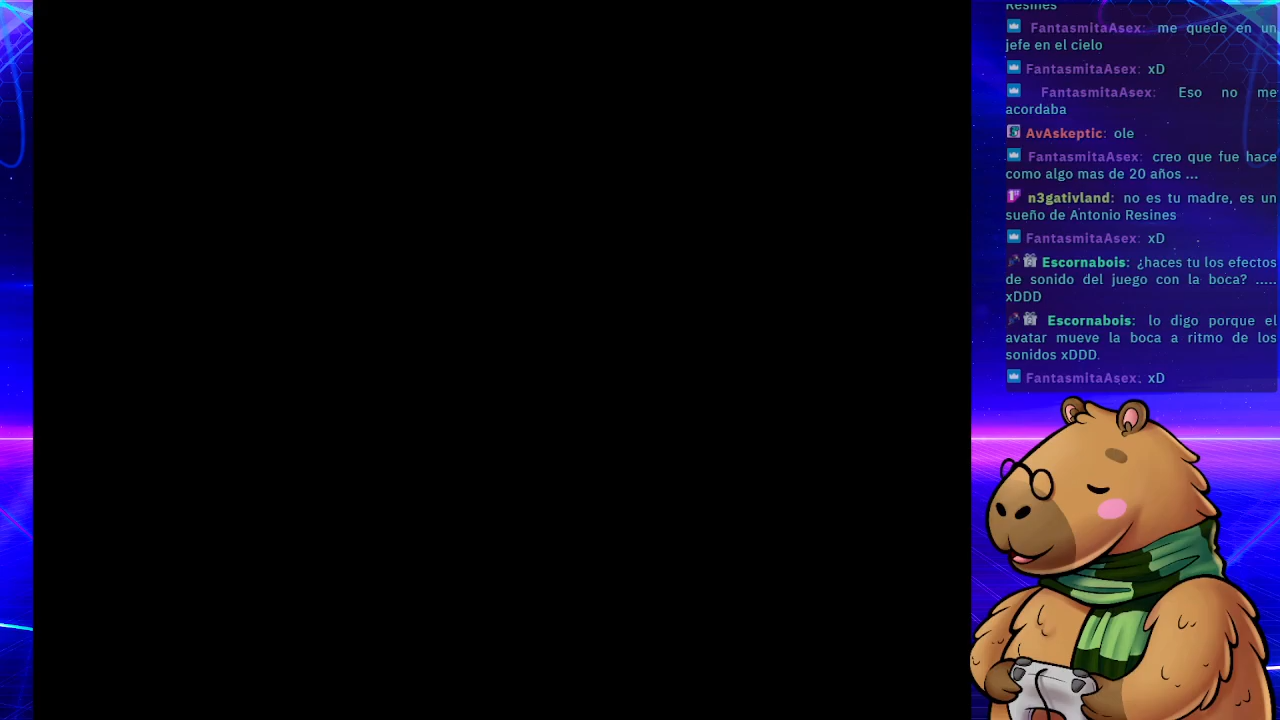 Resines
FantasmitaAsex: me quede en un
jefe en el cielo
FantasmitaAsex: xD
FantasmitaAsex: Eso no me
acordaba
AvAskeptic: ole
FantasmitaAsex: creo que fue hace
como algo mas de 20 años ...
n3gativland: no es tu madre, es un
sueño de Antonio Resines
FantasmitaAsex: xD
Escornabois: ¿haces tu los efectos
de sonido del juego con la boca? .....
xDDD
Escornabois: lo digo porque el
avatar mueve la boca a ritmo de los
sonidos xDDD
FantasmitaAsex: xD